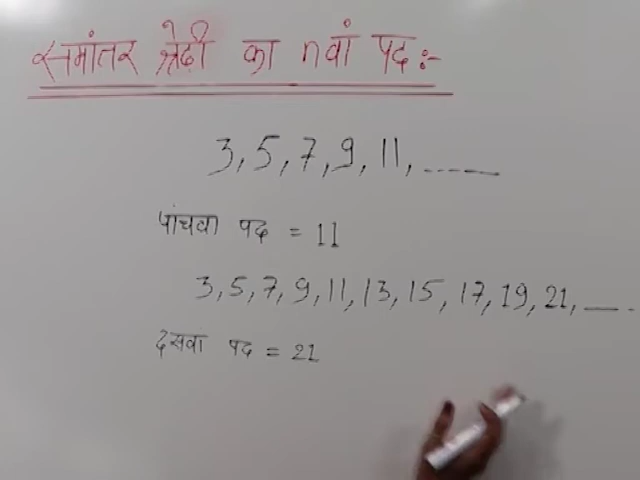 समांतर श्रेढ़ी का nवां पद :-
3, 5, 7, 9, 11, -----
पांचवा पद = 11
3, 5, 7, 9, 11, 13, 15, 17, 19, 21, ---.
दसवा पद = 21